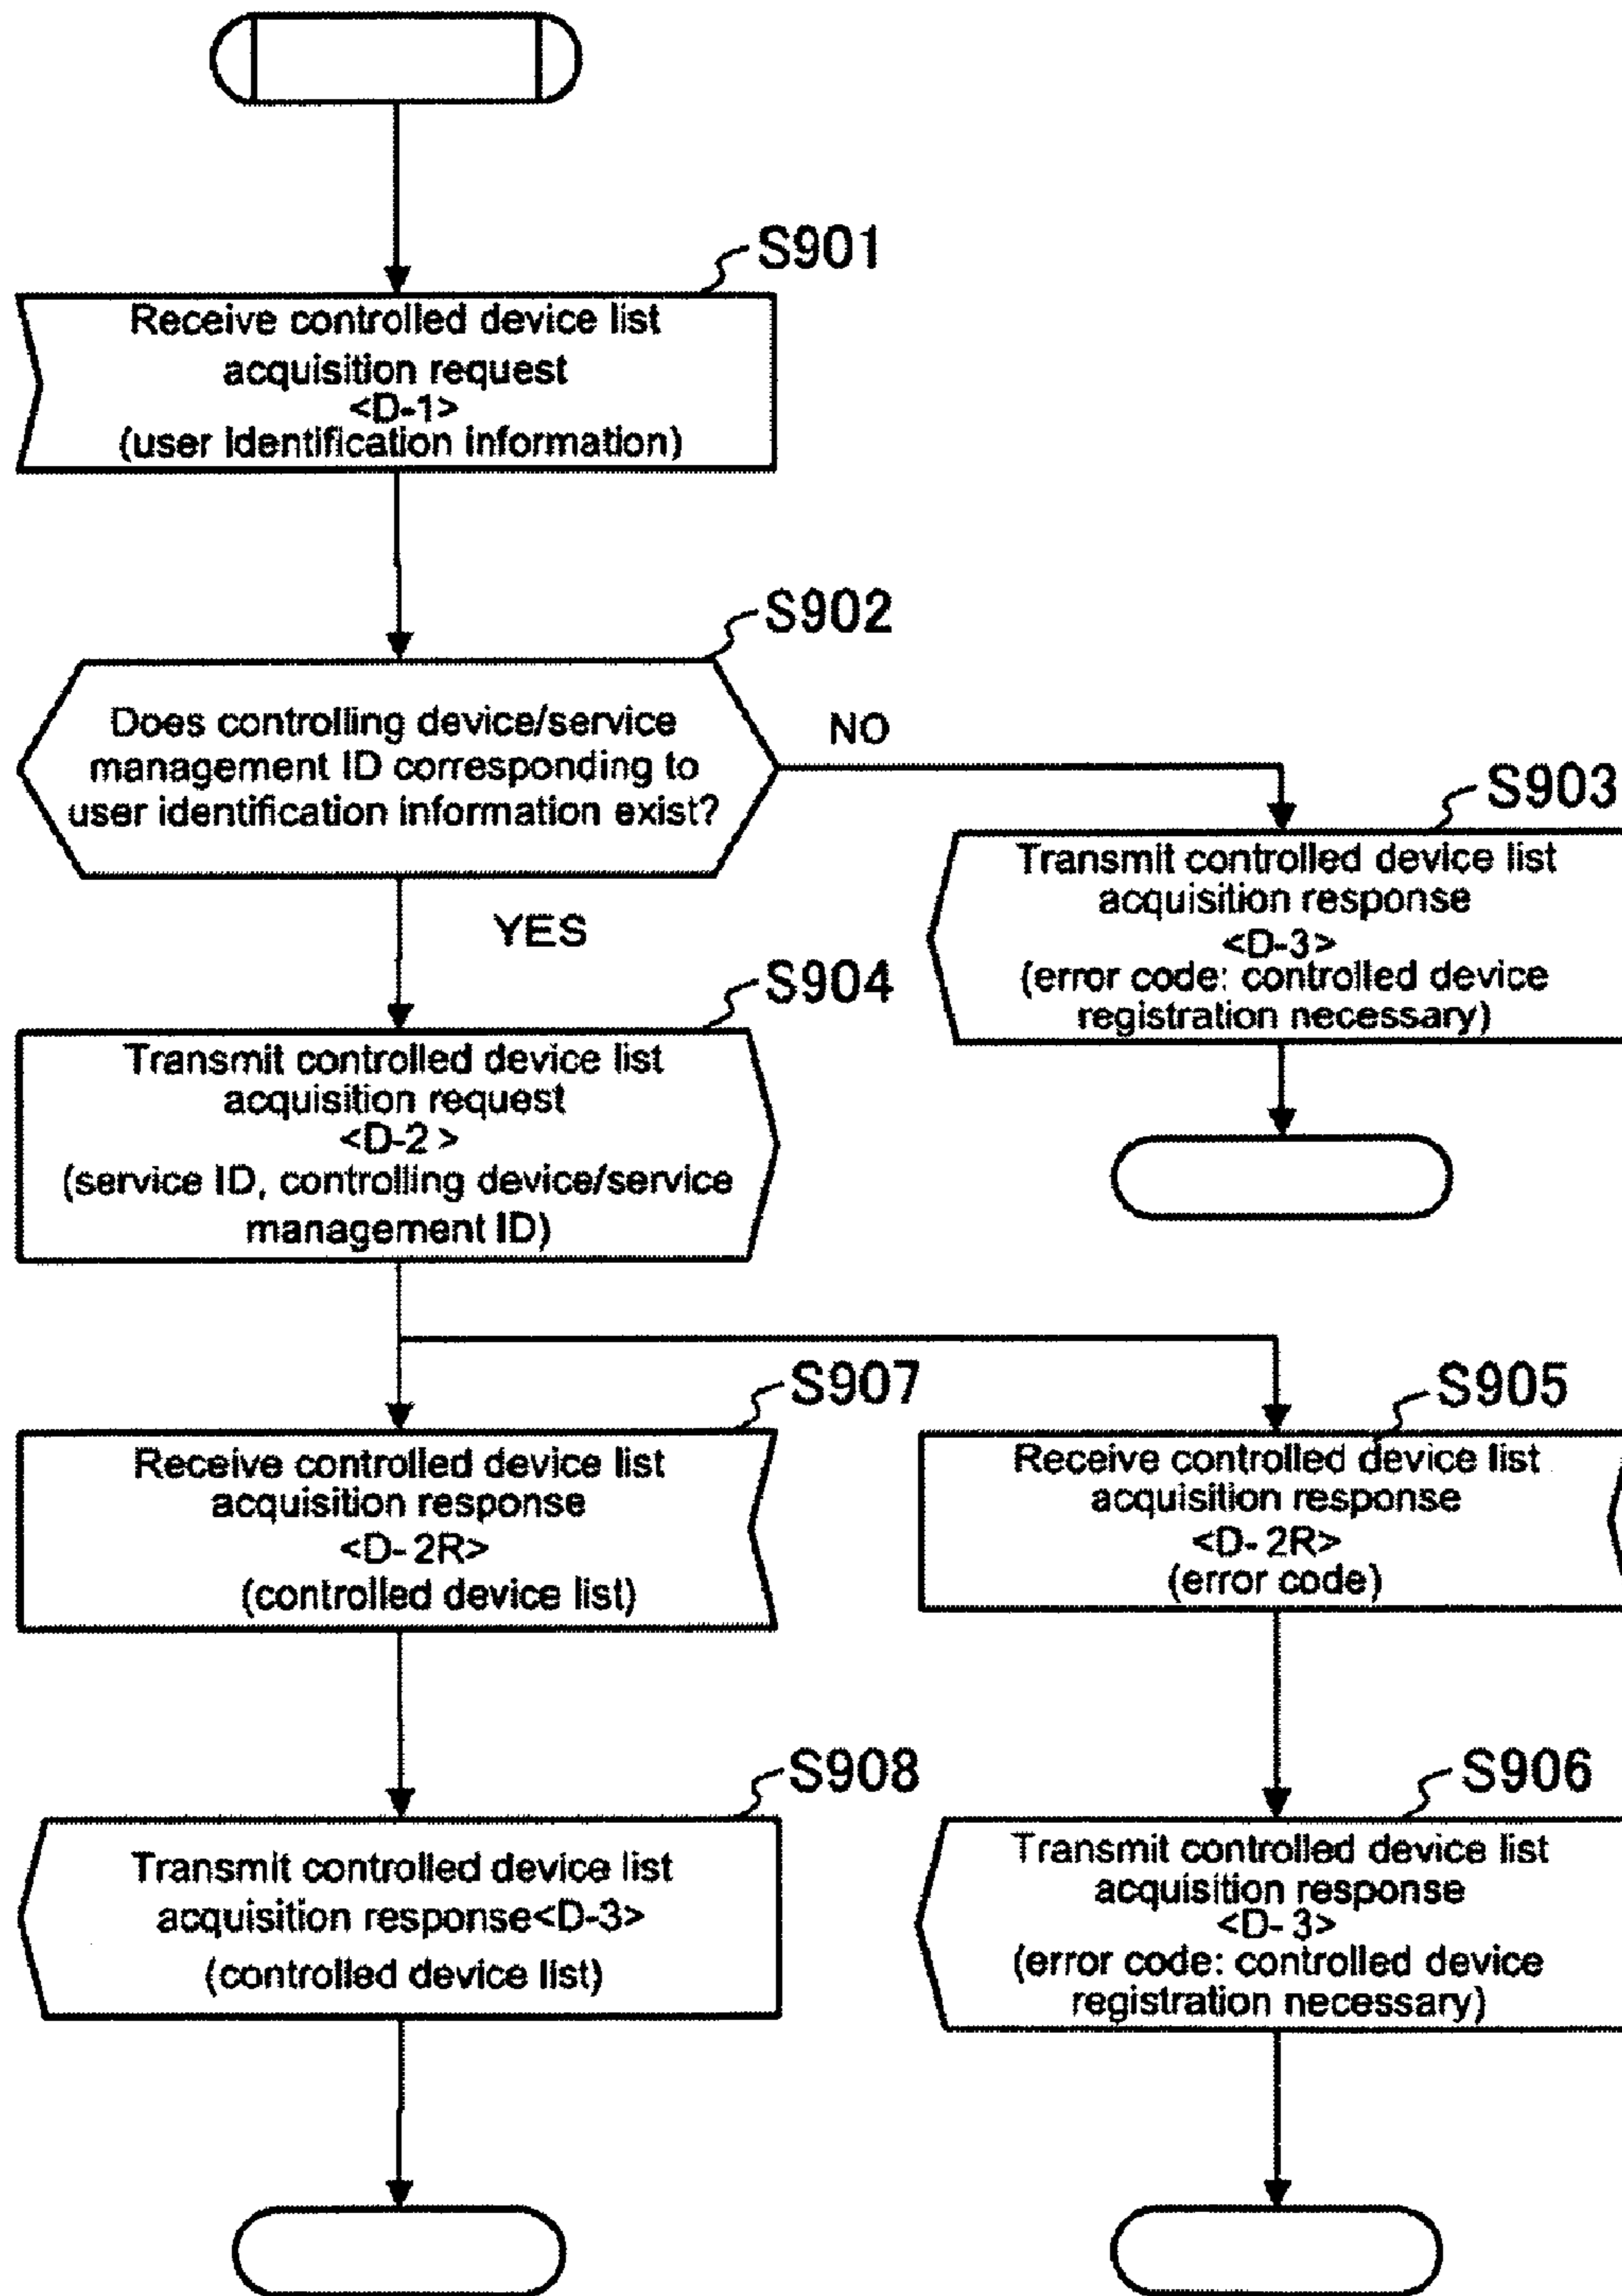 S901
Receive controlled device list
acquisition request
<D-1>
(user identification information)
S902
Does controlling device/service
management ID corresponding to
user identification information exist?
NO
YES
S903
Transmit controlled device list
acquisition response
<D-3>
(error code: controlled device
registration necessary)
S904
Transmit controlled device list
acquisition request
<D-2 >
(service ID, controlling device/service
management ID)
S907
Receive controlled device list
acquisition response
<D- 2R>
(controlled device list)
S905
Receive controlled device list
acquisition response
<D- 2R>
(error code)
S908
Transmit controlled device list
acquisition response<D-3>
(controlled device list)
S906
Transmit controlled device list
acquisition response
<D- 3>
(error code: controlled device
registration necessary)